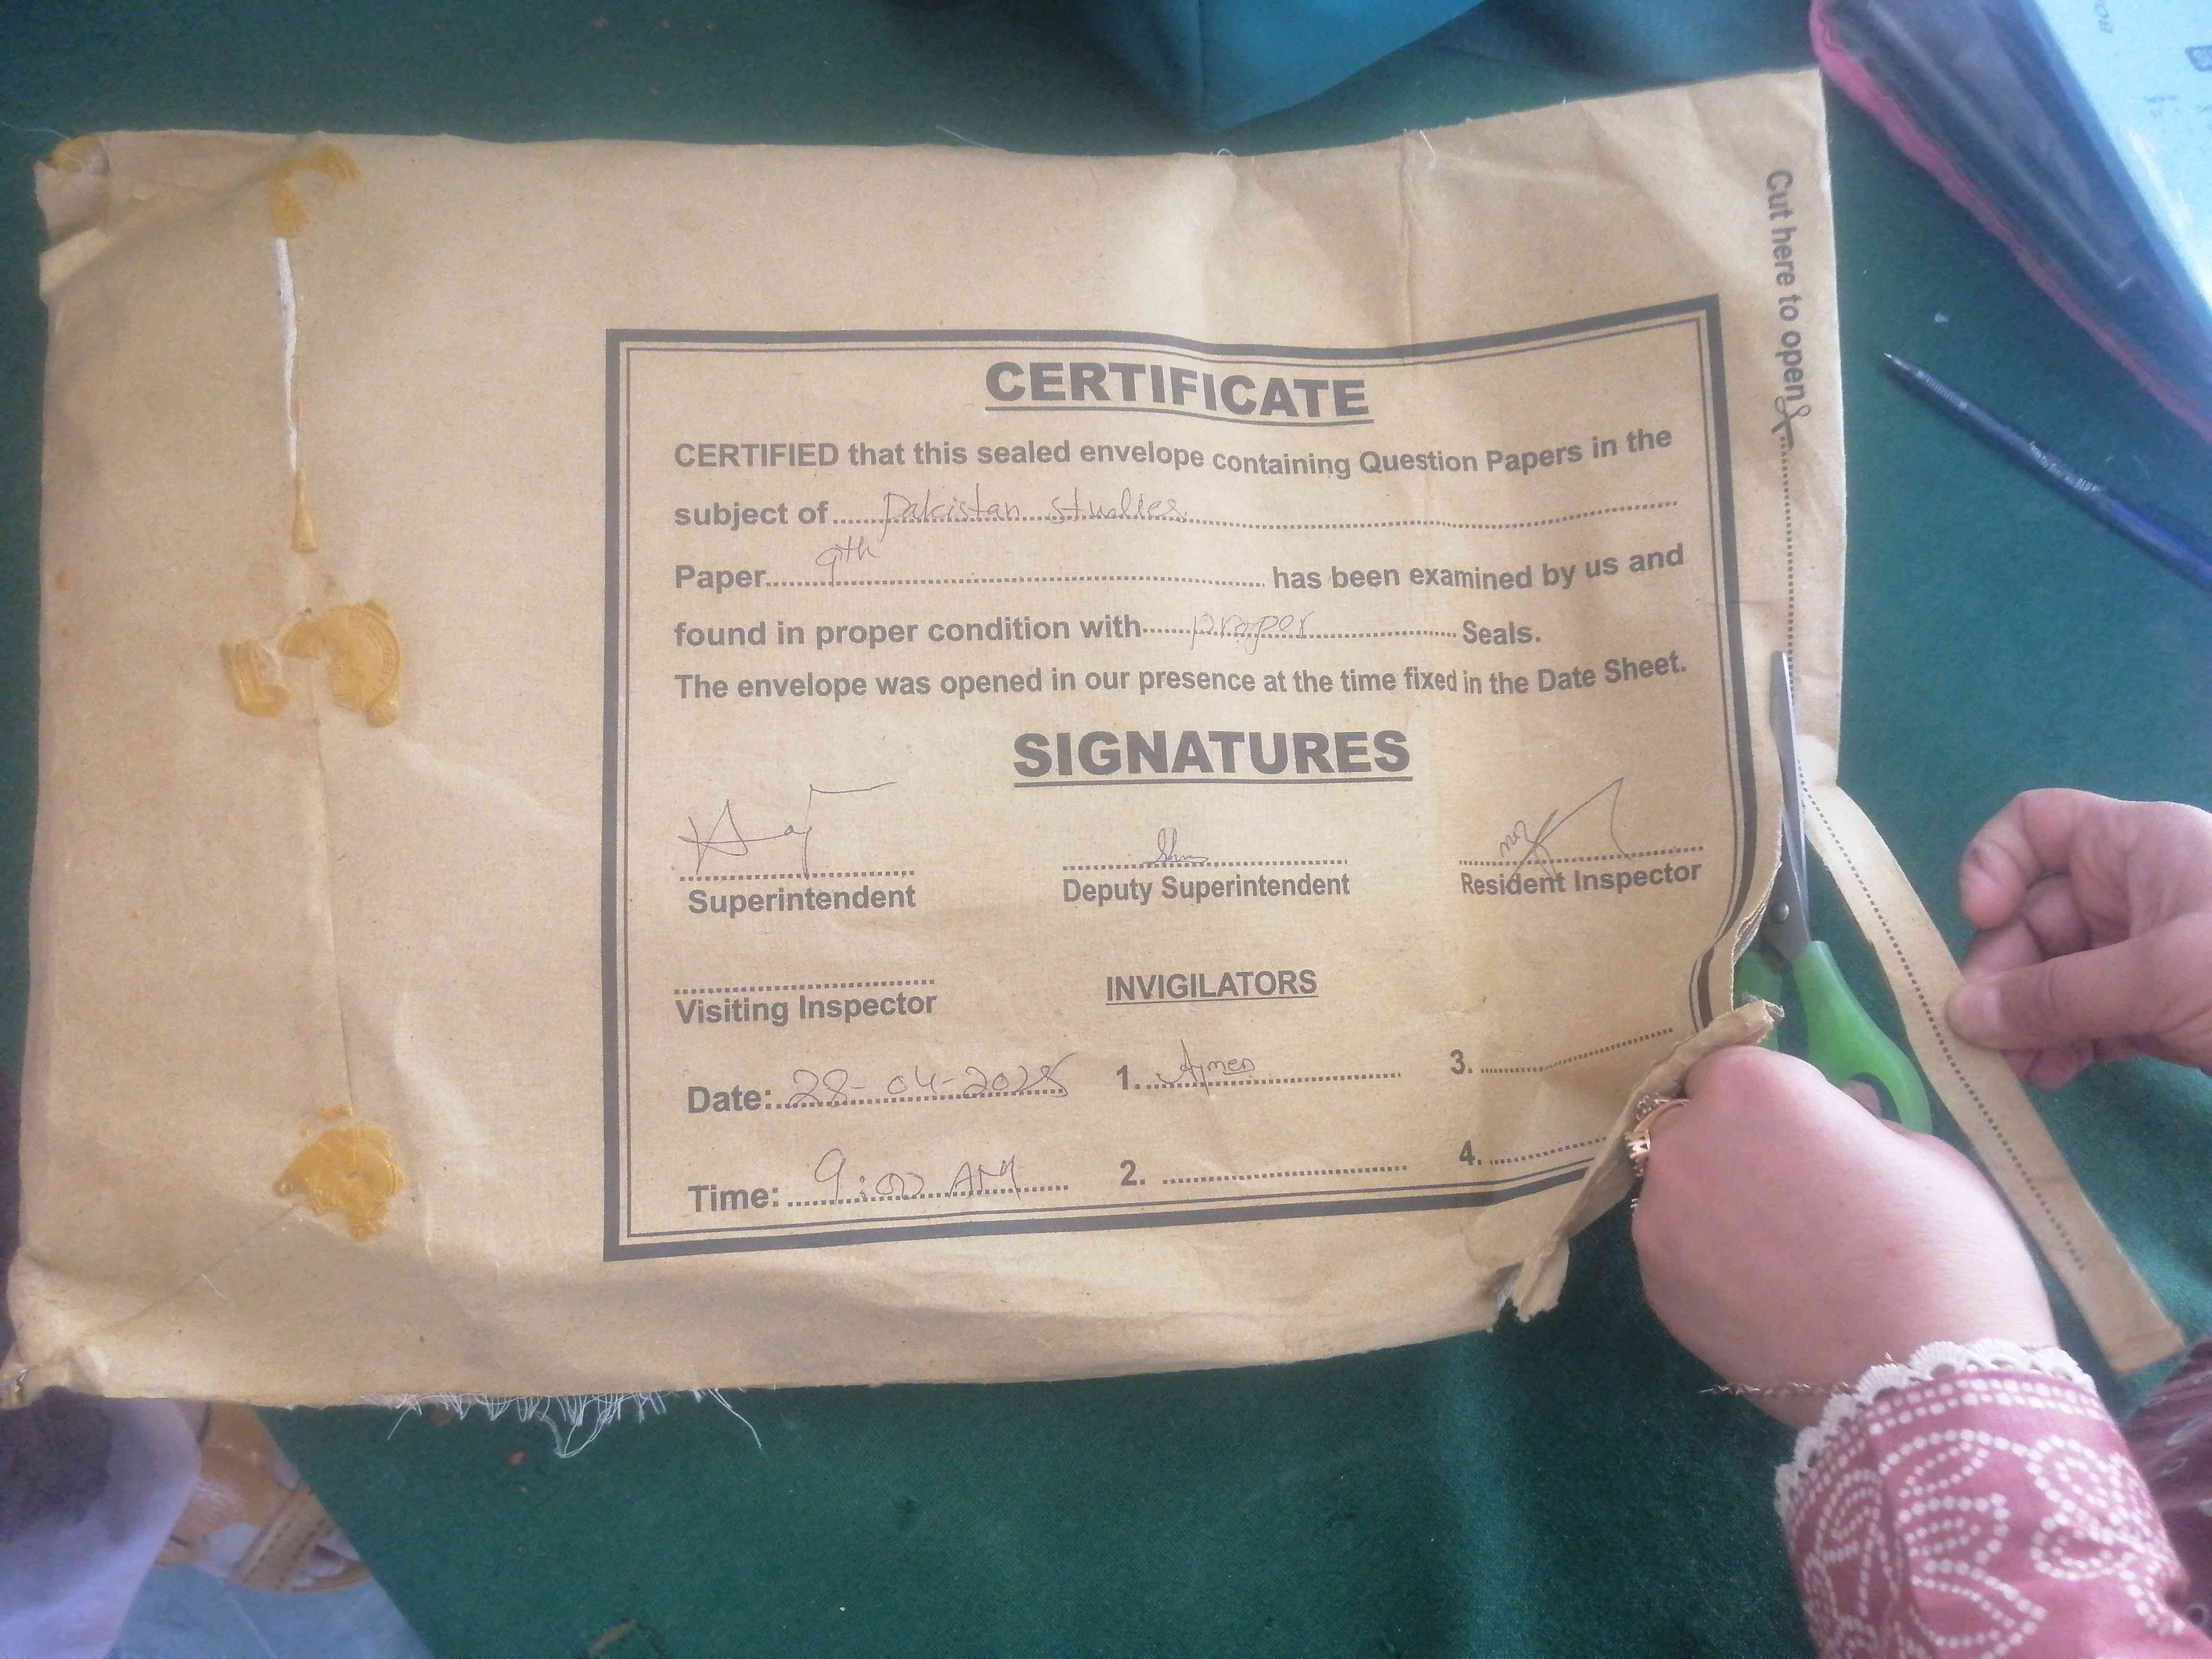 Cut here to open
CERTIFICATE
CERTIFIED that this sealed envelope containing Question Papers in the
subject of Pakistan studies
Paper 9th has been examined by us and
found in proper condition with proper Seals.
The envelope was opened in our presence at the time fixed in the Date Sheet.
SIGNATURES
Superintendent Deputy Superintendent Resident Inspector
Visiting Inspector INVIGILATORS
Date: 28-04-2025 1. 3.
Time: 9:00 AM 2. 4.